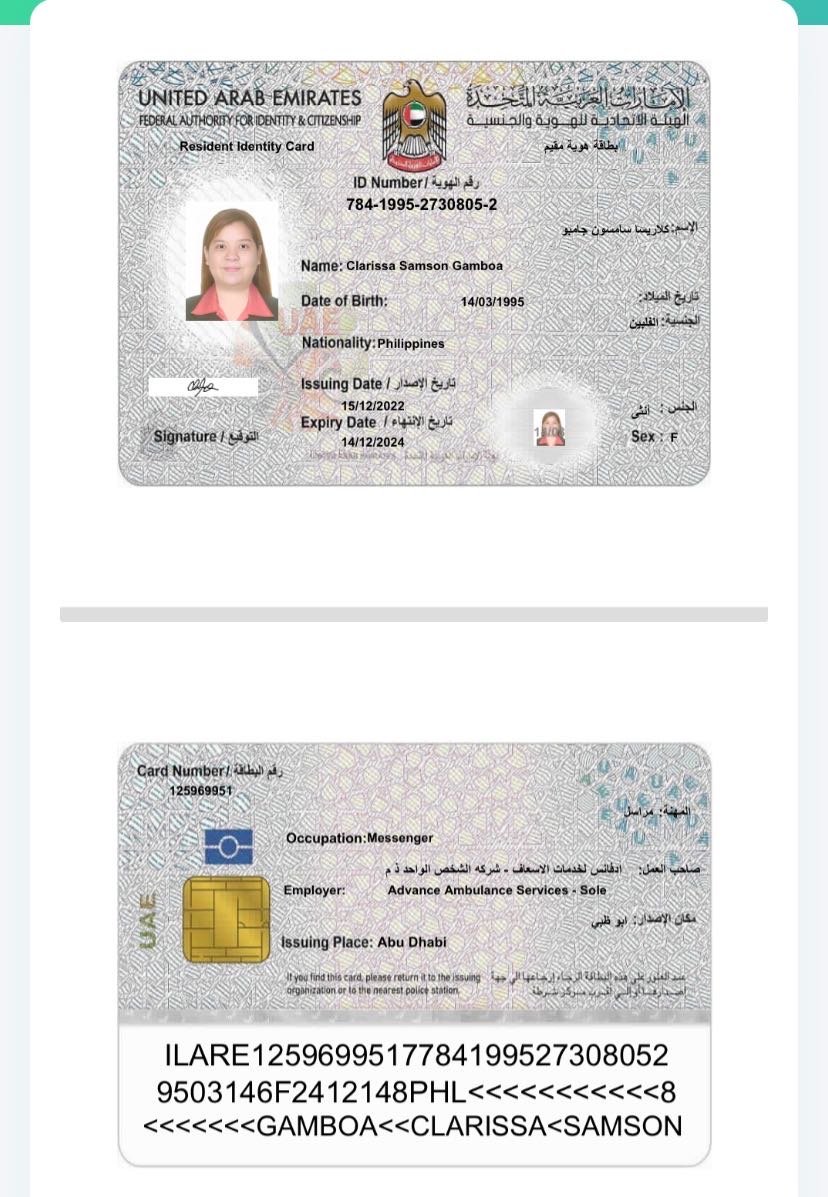 UNITED ARAB EMIRATES
الإمارات العربية المتحدة
FEDERAL AUTHORITY FOR IDENTITY & CITIZENSHIP
الهيئة الاتحادية للهوية والجنسية
Resident Identity Card
بطاقة هوية مقيم
ID Number / رقم الهوية
784-1995-2730805-2
الإسم: كلاريسا سامسون جامبو
Name: Clarissa Samson Gamboa
Date of Birth: 14/03/1995 تاريخ الميلاد:
الجنسية: الفلبين
UAE
Nationality: Philippines
Issuing Date / تاريخ الإصدار
15/12/2022
Expiry Date / تاريخ الانتهاء
14/12/2024
Signature / التوقيع
الجنس: انثى
Sex : F
Card Number / رقم البطاقة
125969951
المهنة: مراسل
Occupation: Messenger
صاحب العمل: ادفانس لخدمات الاسعاف - شركه الشخص الواحد ذ م
Employer: Advance Ambulance Services - Sole
مكان الإصدار: ابو ظبي
UAE
Issuing Place: Abu Dhabi
If you find this card, please return it to the issuing
organization or to the nearest police station.
عند العثور على هذه البطاقة الرجاء إرجاعها الى جهة
اصدارها أو الى أقرب مركز شرطة
ILARE1259699517784199527308052
9503146F2412148PHL<<<<<<<<<<<8
<<<<<<<GAMBOA<<CLARISSA<SAMSON